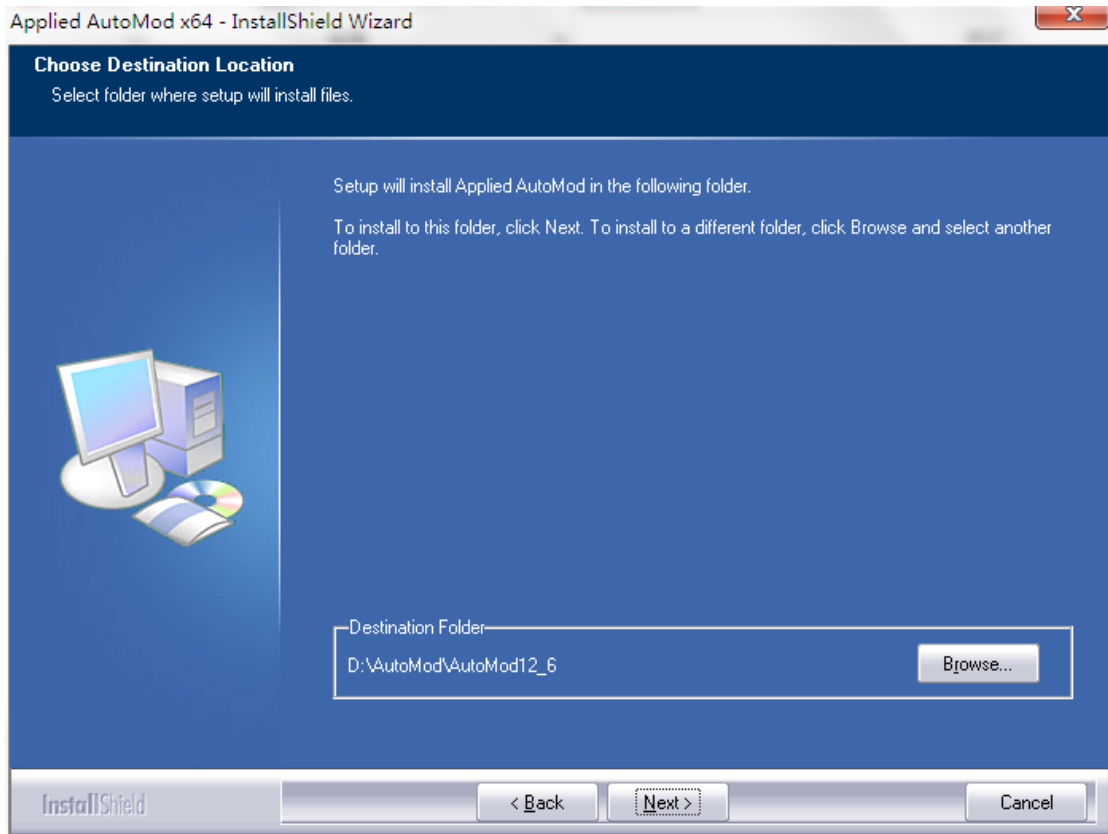 Applied AutoMod x64 - InstallShield Wizard
Choose Destination Location
Select folder where setup will install files.
Setup will install Applied AutoMod in the following folder.
To install to this folder, click Next. To install to a different folder, click Browse and select another
folder.
Destination Folder
D:\AutoMod\AutoMod12_6
Browse...
InstallShield
< Back
Next >
Cancel